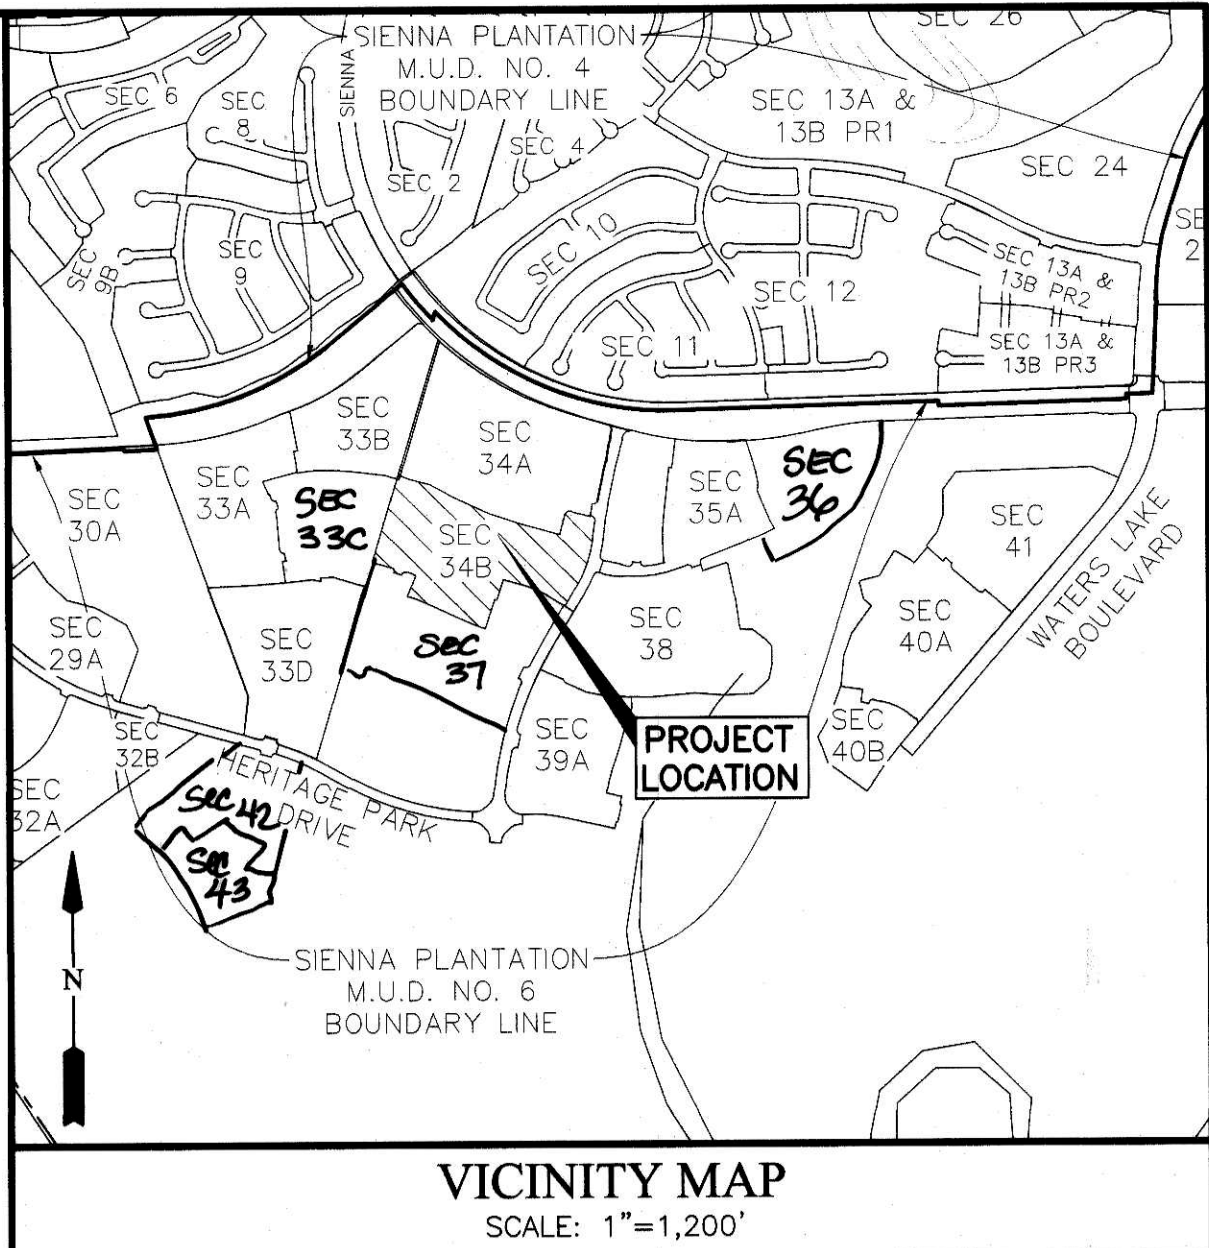 SEC 26
SIENNA PLANTATION
M.U.D. NO. 4
BOUNDARY LINE
SIENNA
SEC 6
SEC
8
SEC 13A &
13B PR1
SEC 4
SEC 2
SEC 24
SEC 10
SEC
9
SEC
9B
SEC 13A &
13B PR2
SE
2
SEC 12
SEC 11
SEC 13A &
13B PR3
SEC
33B
SEC
34A
SEC
36
SEC
30A
SEC
33A
SEC
33C
SEC
35A
SEC
34B
SEC
41
WATERS LAKE
BOULEVARD
SEC
29A
SEC
33D
SEC
37
SEC
38
SEC
40A
SEC
32B
SEC
39A
PROJECT
LOCATION
SEC
40B
HERITAGE PARK
DRIVE
SEC
32A
Sec 42
Sec
43
SIENNA PLANTATION
M.U.D. NO. 6
BOUNDARY LINE
N
VICINITY MAP
SCALE: 1"=1,200'